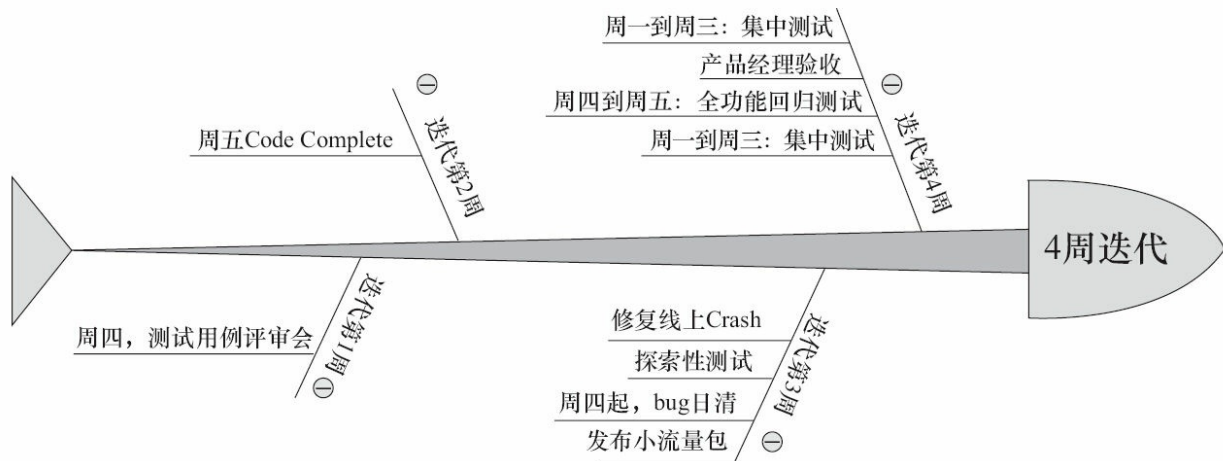 周一到周三：集中测试
产品经理验收
周四到周五：全功能回归测试
周一到周三：集中测试
迭代第4周
周五Code Complete
迭代第2周
4周迭代
周四，测试用例评审会
迭代第1周
修复线上Crash
探索性测试
周四起，bug日清
发布小流量包
迭代第3周